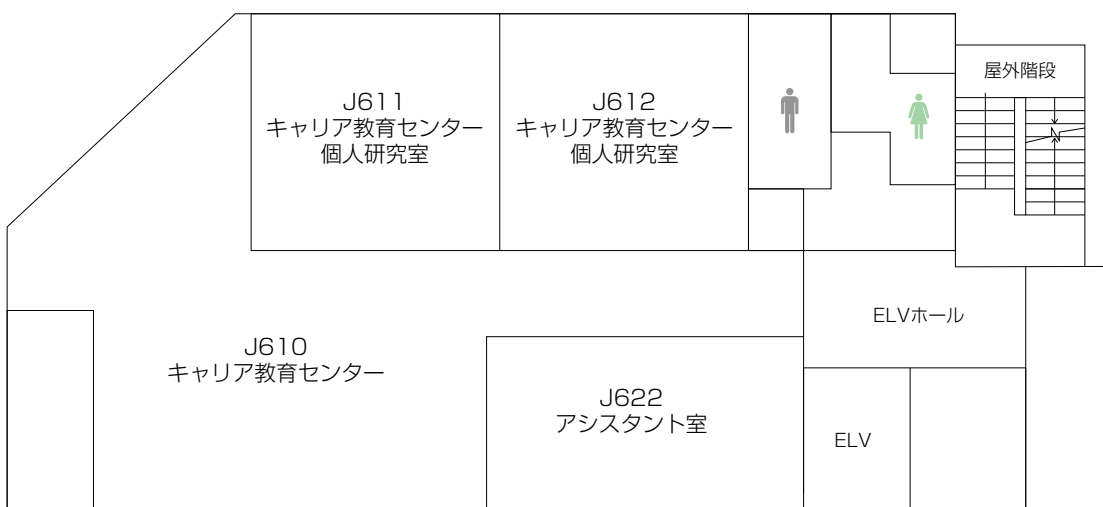 屋外階段
J611
キャリア教育センター
個人研究室
J612
キャリア教育センター
個人研究室
ELVホール
J610
キャリア教育センター
J622
アシスタント室
ELV